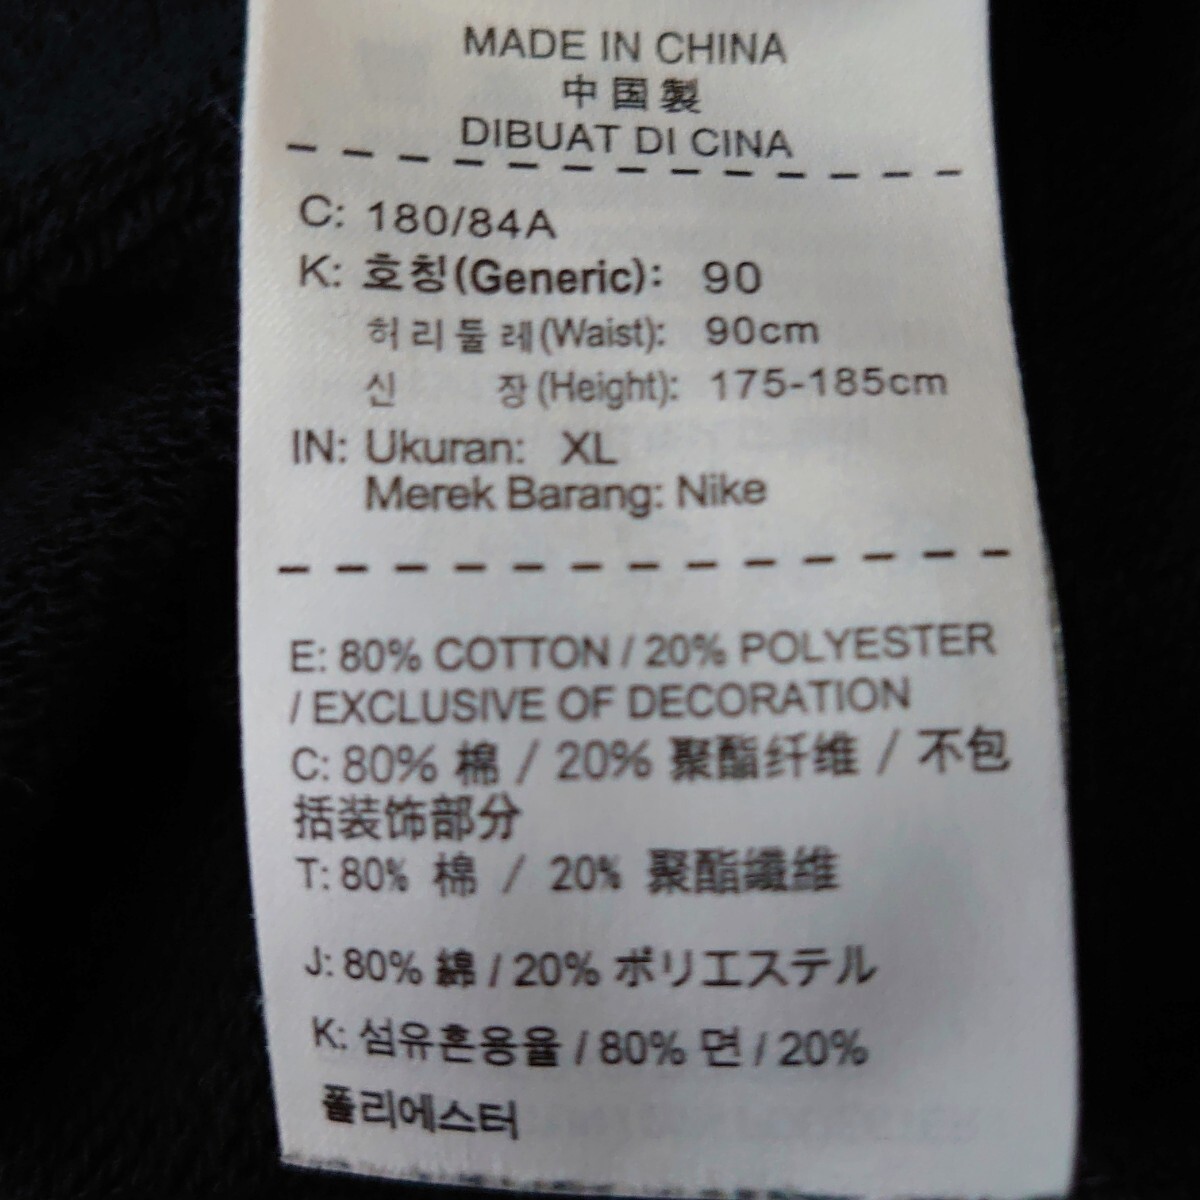 MADE IN CHINA
中国製
DIBUAT DI CINA
C: 180/84A
K: 호칭(Generic): 90
허리둘레(Waist): 90cm
신 장(Height): 175-185cm
IN: Ukuran: XL
Merek Barang: Nike
E: 80% COTTON / 20% POLYESTER
/ EXCLUSIVE OF DECORATION
C: 80% 棉 / 20% 聚酯纤维 / 不包
括装饰部分
T: 80% 棉 / 20% 聚酯纖維
J: 80% 綿 / 20% ポリエステル
K: 섬유혼용율 / 80% 면 / 20%
폴리에스터